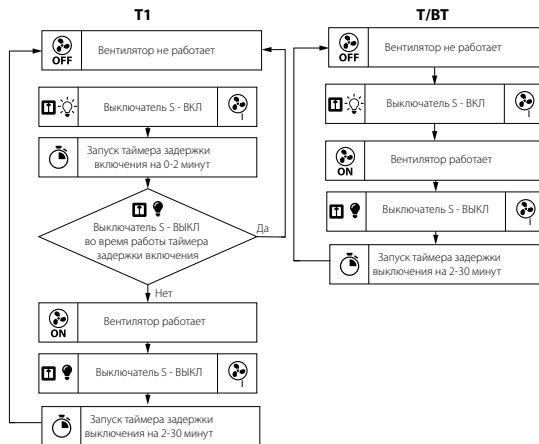 T1
OFF
Вентилятор не работает
Выключатель S - ВКЛ
I
Запуск таймера задержки
включения на 0-2 минут
Выключатель S - ВЫКЛ
во время работы таймера
задержки включения
Да
Нет
ON
Вентилятор работает
Выключатель S - ВЫКЛ
I
Запуск таймера задержки
выключения на 2-30 минут
T/BT
OFF
Вентилятор не работает
Выключатель S - ВКЛ
I
ON
Вентилятор работает
Выключатель S - ВЫКЛ
I
Запуск таймера задержки
выключения на 2-30 минут